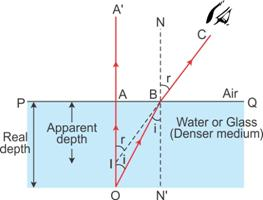 A'
N
C
r
Air
P
A
B
Q
Real
depth
Apparent
depth
Water or Glass
(Denser medium)
i
r
I
i
O
N'